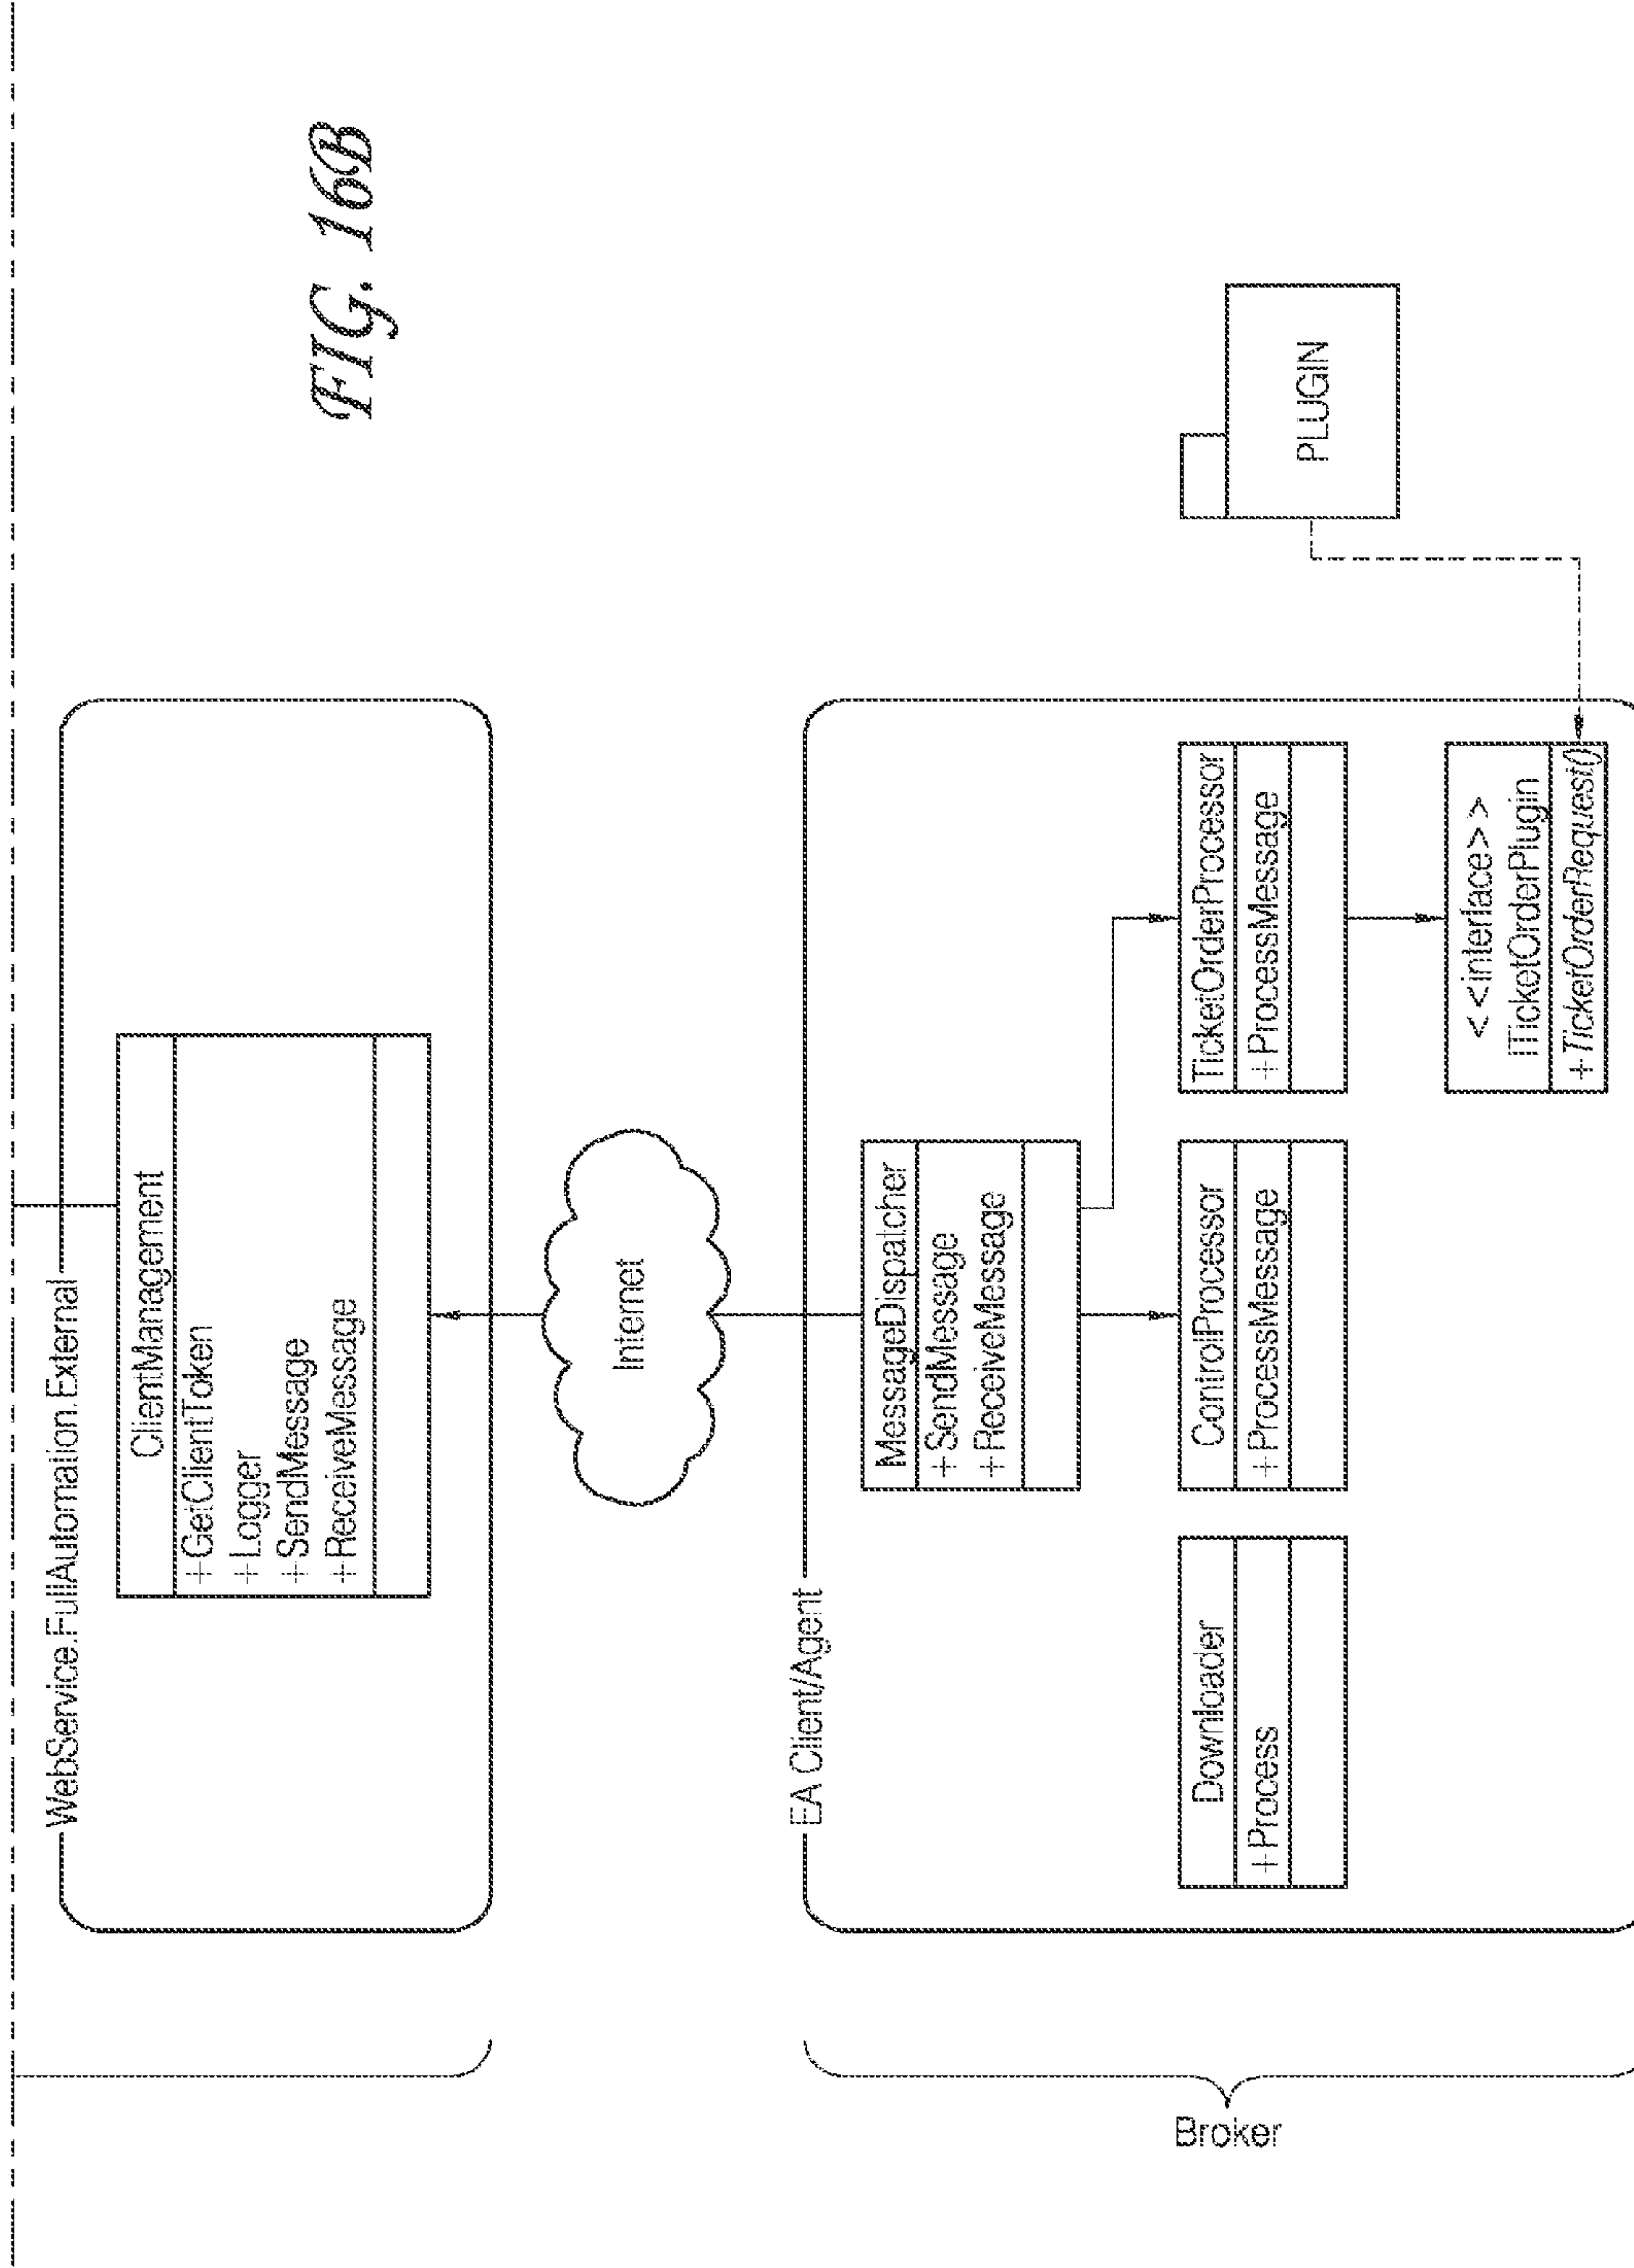 WebService.FullAutomation.External
ClientManagement
+GetClientToken
+Logger
+SendMessage
+ReceiveMessage
FIG. 16B
Internet
EA Client/Agent
MessageDispatcher
+SendMessage
+ReceiveMessage
Downloader
+Process
ControlProcessor
+ProcessMessage
TicketOrderProcessor
+ProcessMessage
PLUGIN
Broker
<<interface>>
ITicketOrderPlugin
+TicketOrderRequest()